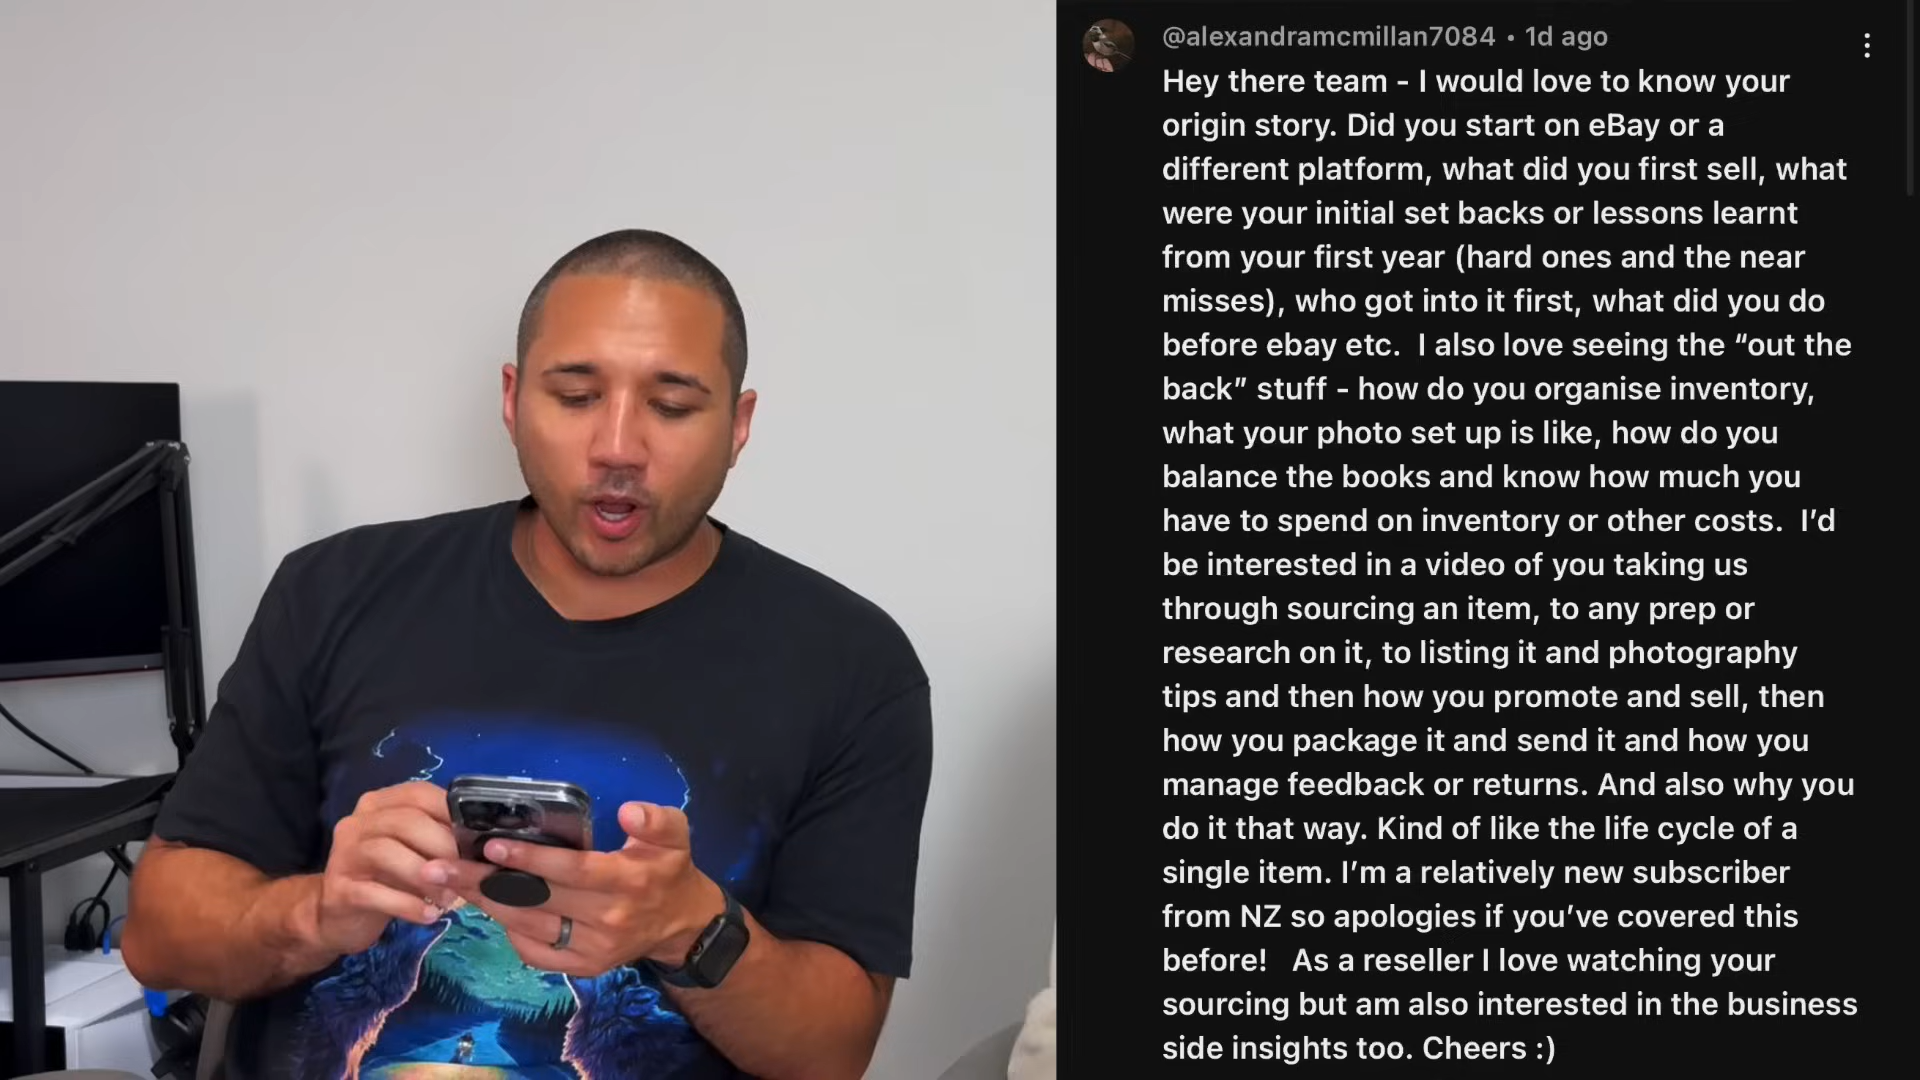 @alexandramcmillan7084 • 1d ago
Hey there team - I would love to know your
origin story. Did you start on eBay or a
different platform, what did you first sell, what
were your initial set backs or lessons learnt
from your first year (hard ones and the near
misses), who got into it first, what did you do
before ebay etc.  I also love seeing the “out the
back” stuff - how do you organise inventory,
what your photo set up is like, how do you
balance the books and know how much you
have to spend on inventory or other costs.  I’d
be interested in a video of you taking us
through sourcing an item, to any prep or
research on it, to listing it and photography
tips and then how you promote and sell, then
how you package it and send it and how you
manage feedback or returns. And also why you
do it that way. Kind of like the life cycle of a
single item. I’m a relatively new subscriber
from NZ so apologies if you’ve covered this
before!   As a reseller I love watching your
sourcing but am also interested in the business
side insights too. Cheers :)